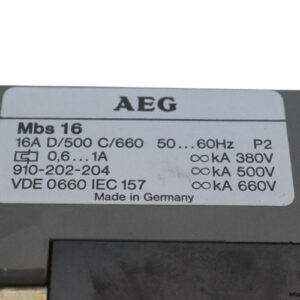 AEG
Mbs 16
16A D/500 C/660 50...60Hz P2
0,6...1A ∞kA 380V
910-202-204 ∞kA 500V
VDE 0660 IEC 157 ∞kA 660V
Made in Germany